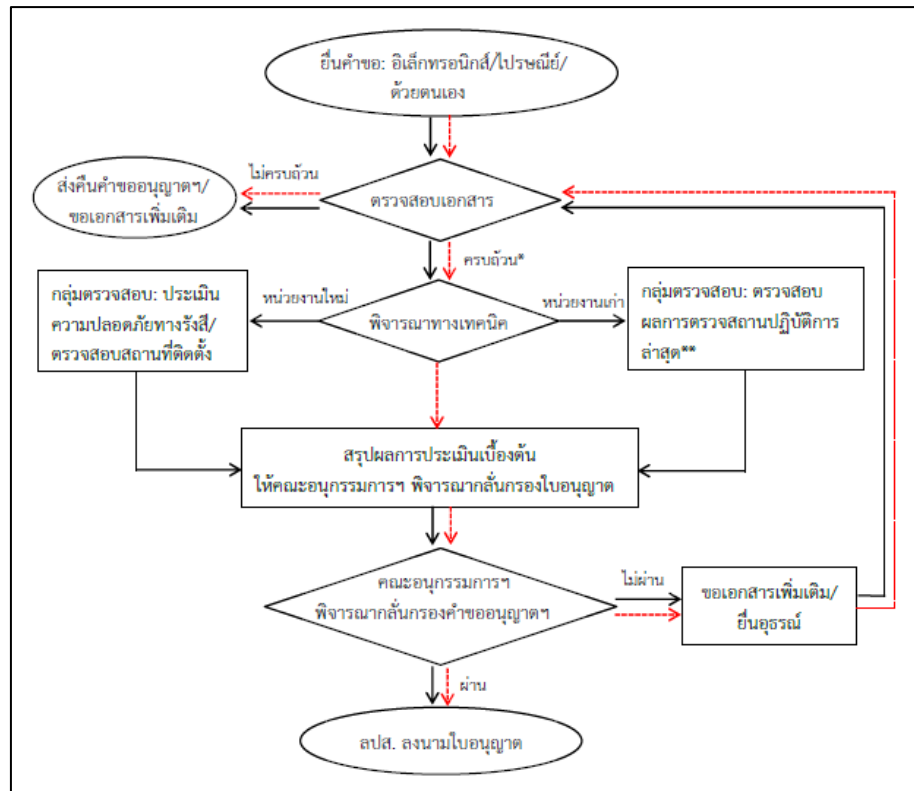 ยื่นคำขอ: อิเล็กทรอนิกส์/ไปรษณีย์/
ด้วยตนเอง
ไม่ครบถ้วน
ส่งคืนคำขออนุญาตฯ/
ขอเอกสารเพิ่มเติม
ตรวจสอบเอกสาร
ครบถ้วน*
กลุ่มตรวจสอบ: ประเมิน
ความปลอดภัยทางรังสี/
ตรวจสอบสถานที่ติดตั้ง
หน่วยงานใหม่
พิจารณาทางเทคนิค
หน่วยงานเก่า
กลุ่มตรวจสอบ: ตรวจสอบ
ผลการตรวจสถานปฏิบัติการ
ล่าสุด**
สรุปผลการประเมินเบื้องต้น
ให้คณะอนุกรรมการฯ พิจารณากลั่นกรองใบอนุญาต
คณะอนุกรรมการฯ
พิจารณากลั่นกรองคำขออนุญาตฯ
ไม่ผ่าน
ขอเอกสารเพิ่มเติม/
ยื่นอุธรณ์
ผ่าน
ลปส. ลงนามใบอนุญาต